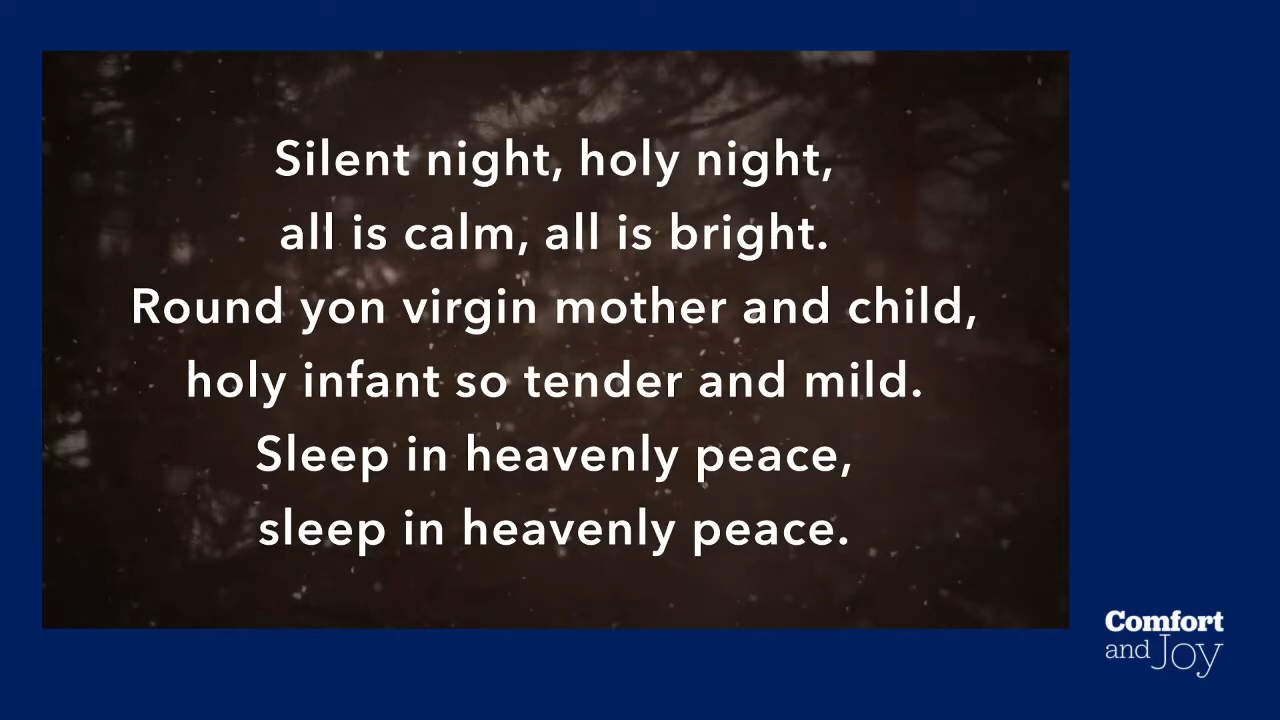 Silent night, holy night,
all is calm, all is bright.
Round yon virgin mother and child,
holy infant so tender and mild.
Sleep in heavenly peace,
sleep in heavenly peace.
Comfort
and Joy